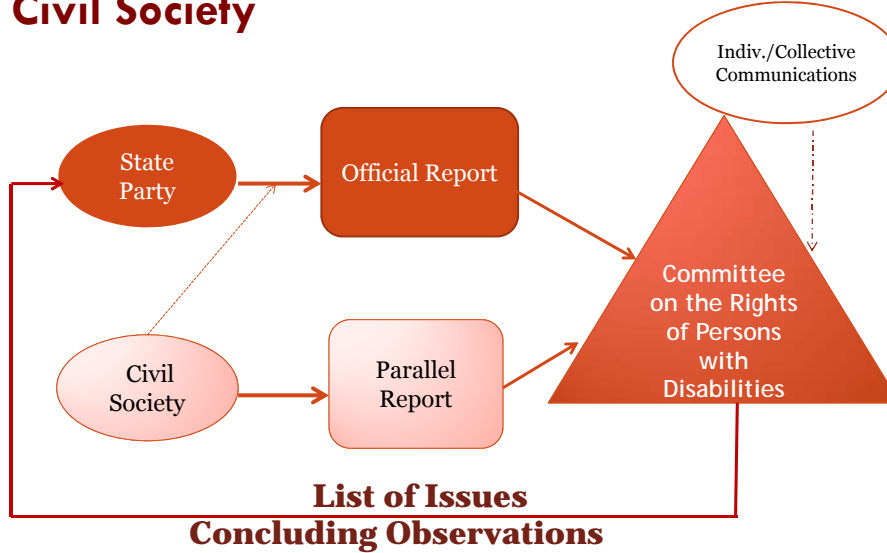 Civil Society
Indiv./Collective
Communications
State
Party
Official Report
Committee
on the Rights
of Persons
with
Disabilities
Civil
Society
Parallel
Report
List of Issues
Concluding Observations